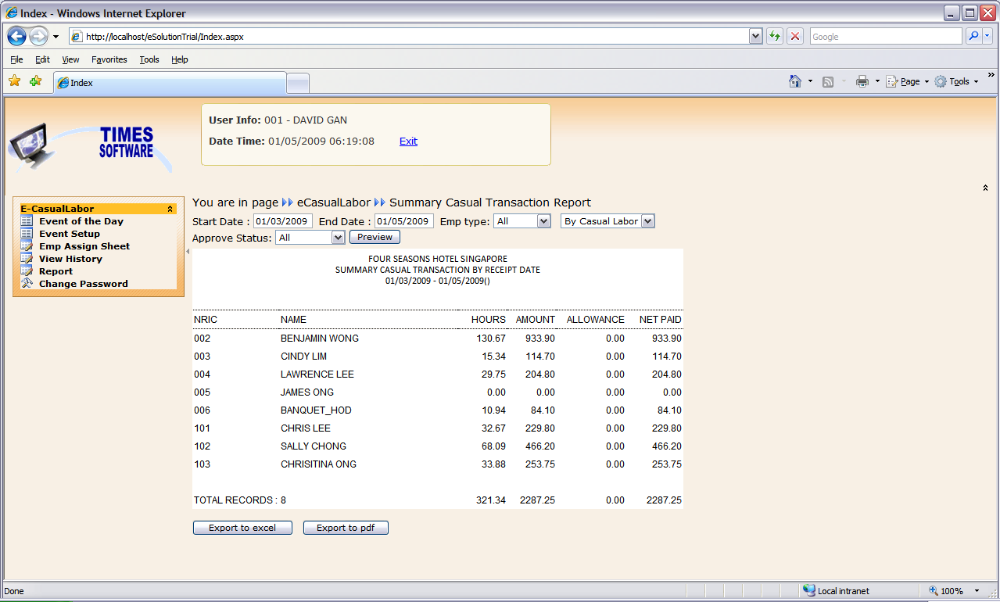 Index - Windows Internet Explorer
http://localhost/eSolutionTrial/Index.aspx
Google
File Edit View Favorites Tools Help
Index
Page Tools
TIMES
SOFTWARE
User Info: 001 - DAVID GAN
Date Time: 01/05/2009 06:19:08 Exit
E-CasualLabor
Event of the Day
Event Setup
Emp Assign Sheet
View History
Report
Change Password
You are in page eCasualLabor Summary Casual Transaction Report
Start Date : 01/03/2009 End Date : 01/05/2009 Emp type: All By Casual Labor
Approve Status: All Preview
FOUR SEASONS HOTEL SINGAPORE
SUMMARY CASUAL TRANSACTION BY RECEIPT DATE
01/03/2009 - 01/05/2009()
NRIC NAME HOURS AMOUNT ALLOWANCE NET PAID
002 BENJAMIN WONG 130.67 933.90 0.00 933.90
003 CINDY LIM 15.34 114.70 0.00 114.70
004 LAWRENCE LEE 29.75 204.80 0.00 204.80
005 JAMES ONG 0.00 0.00 0.00 0.00
006 BANQUET_HOD 10.94 84.10 0.00 84.10
101 CHRIS LEE 32.67 229.80 0.00 229.80
102 SALLY CHONG 68.09 466.20 0.00 466.20
103 CHRISITINA ONG 33.88 253.75 0.00 253.75
TOTAL RECORDS : 8 321.34 2287.25 0.00 2287.25
Export to excel Export to pdf
Done Local intranet 100%